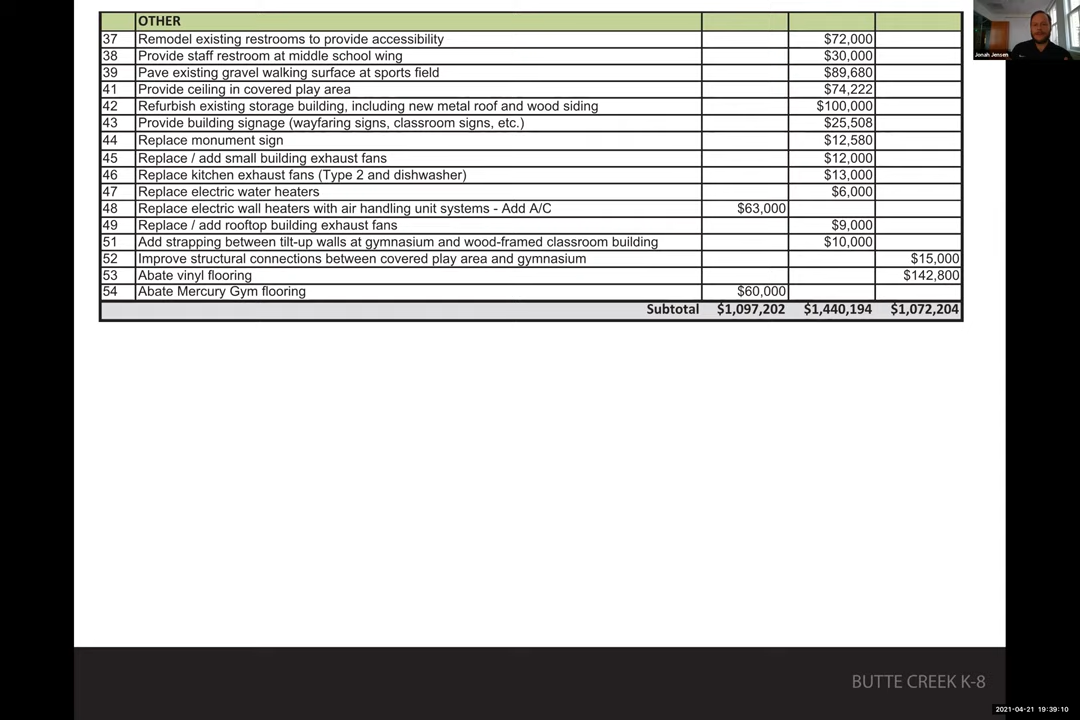 OTHER
37 Remodel existing restrooms to provide accessibility $72,000
38 Provide staff restroom at middle school wing $30,000
39 Pave existing gravel walking surface at sports field $89,680
41 Provide ceiling in covered play area $74,222
42 Refurbish existing storage building, including new metal roof and wood siding $100,000
43 Provide building signage (wayfaring signs, classroom signs, etc.) $25,508
44 Replace monument sign $12,580
45 Replace / add small building exhaust fans $12,000
46 Replace kitchen exhaust fans (Type 2 and dishwasher) $13,000
47 Replace electric water heaters $6,000
48 Replace electric wall heaters with air handling unit systems - Add A/C $63,000
49 Replace / add rooftop building exhaust fans $9,000
51 Add strapping between tilt-up walls at gymnasium and wood-framed classroom building $10,000
52 Improve structural connections between covered play area and gymnasium $15,000
53 Abate vinyl flooring $142,800
54 Abate Mercury Gym flooring $60,000
Subtotal $1,097,202 $1,440,194 $1,072,204
Jonah Jensen
BUTTE CREEK K-8
2021-04-21 19:39:10